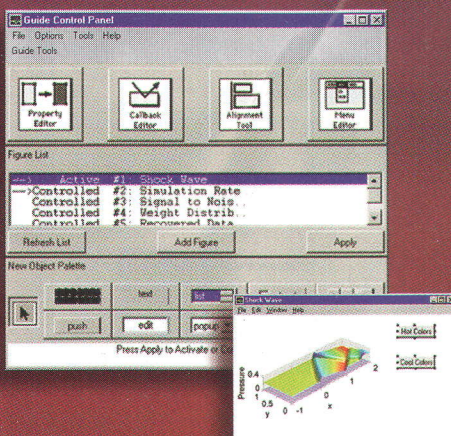 Guide Control Panel
File Options Tools Help
Guide Tools
Property Editor
Callback Editor
Alignment Tool
Menu Editor
Figure List
Active #1: Shock Wave
Controlled #2: Simulation Rate
Controlled #3: Signal to Nois..
Controlled #4: Weight Distrib..
Controlled #5: Recovered Data
Refresh List Add Figure Apply
New Object Palette
text list
push edit popup
Press Apply to Activate or
Shock Wave
File Edit Window Help
Hot Colors
Cool Colors
Pressure
0.4
0
1 0.5 0
y
-1 0 1 2
x